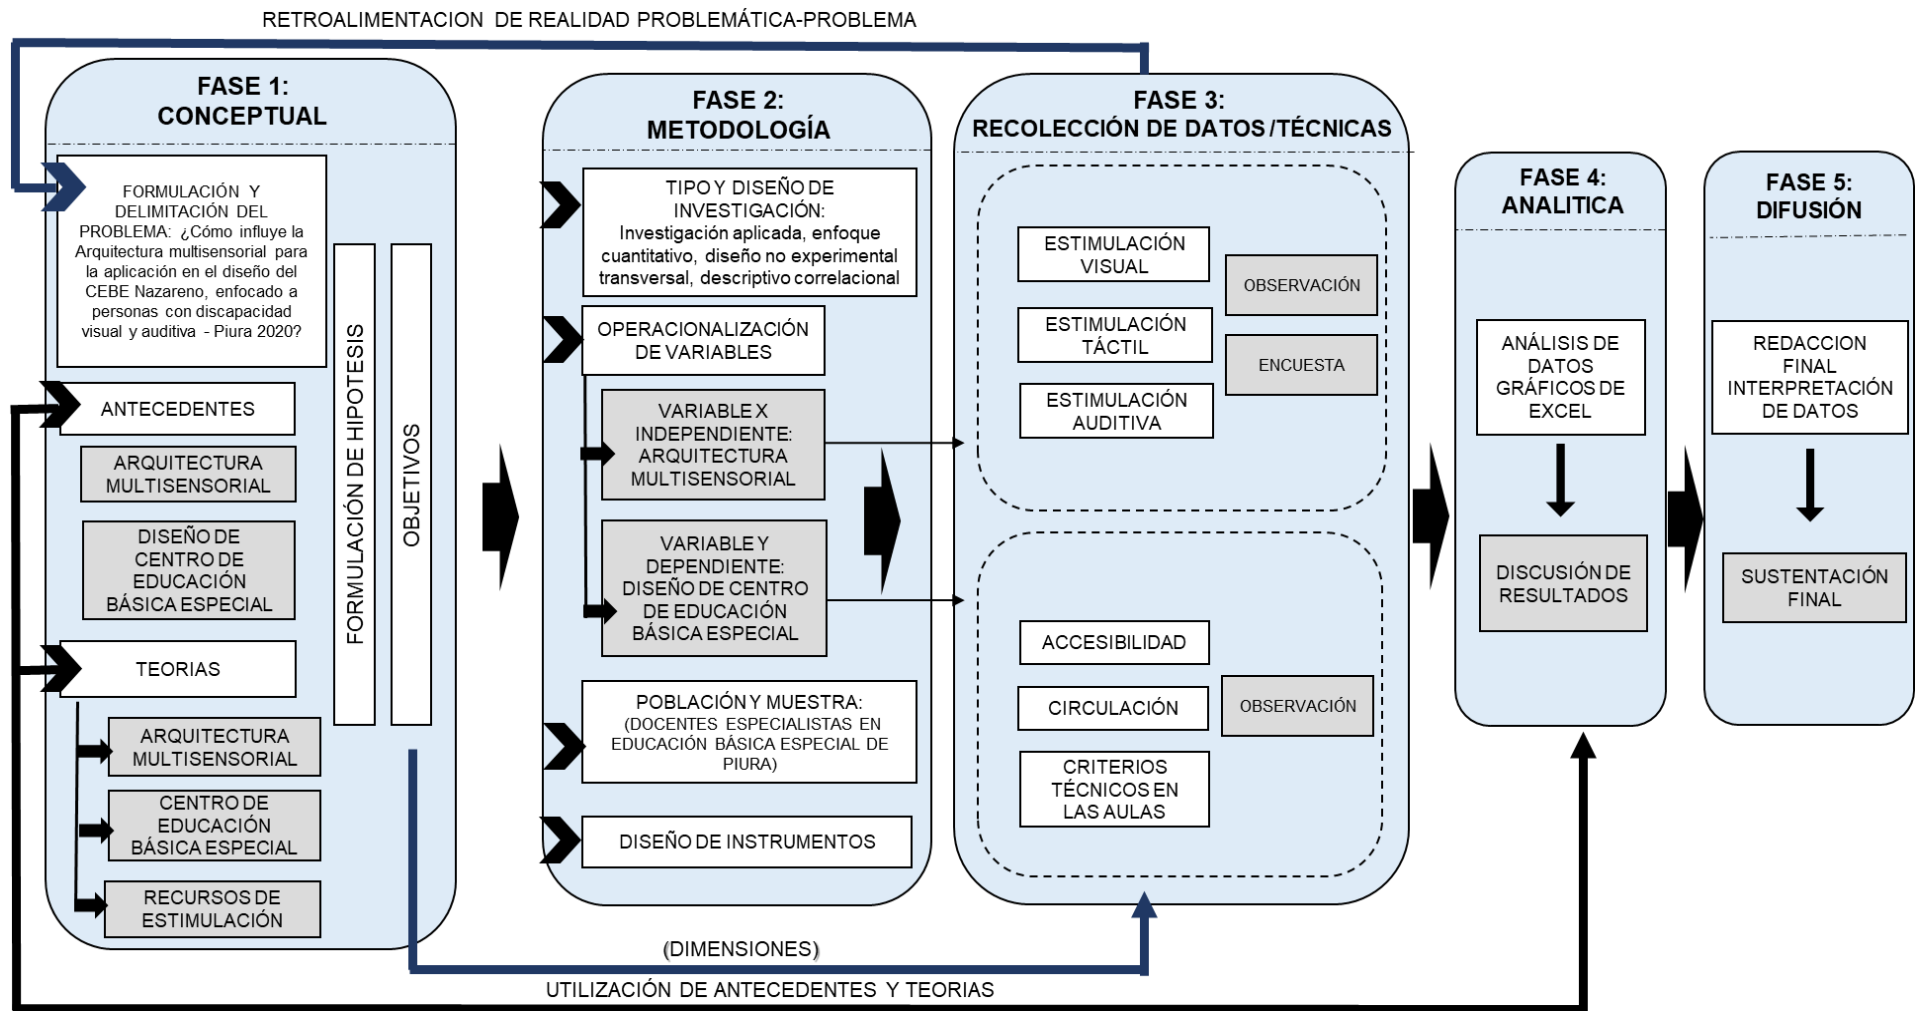 RETROALIMENTACION DE REALIDAD PROBLEMÁTICA-PROBLEMA
FASE 1:
CONCEPTUAL
FORMULACIÓN Y
DELIMITACIÓN DEL
PROBLEMA: ¿Cómo influye la
Arquitectura multisensorial para
la aplicación en el diseño del
CEBE Nazareno, enfocado a
personas con discapacidad
visual y auditiva - Piura 2020?
ANTECEDENTES
ARQUITECTURA
MULTISENSORIAL
DISEÑO DE
CENTRO DE
EDUCACIÓN
BÁSICA ESPECIAL
TEORIAS
ARQUITECTURA
MULTISENSORIAL
CENTRO DE
EDUCACIÓN
BÁSICA ESPECIAL
RECURSOS DE
ESTIMULACIÓN
FORMULACIÓN DE HIPOTESIS
OBJETIVOS
FASE 2:
METODOLOGÍA
TIPO Y DISEÑO DE
INVESTIGACIÓN:
Investigación aplicada, enfoque
cuantitativo, diseño no experimental
transversal, descriptivo correlacional
OPERACIONALIZACIÓN
DE VARIABLES
VARIABLE X
INDEPENDIENTE:
ARQUITECTURA
MULTISENSORIAL
VARIABLE Y
DEPENDIENTE:
DISEÑO DE CENTRO
DE EDUCACIÓN
BÁSICA ESPECIAL
POBLACIÓN Y MUESTRA:
(DOCENTES ESPECIALISTAS EN
EDUCACIÓN BÁSICA ESPECIAL DE
PIURA)
DISEÑO DE INSTRUMENTOS
FASE 3:
RECOLECCIÓN DE DATOS /TÉCNICAS
ESTIMULACIÓN
VISUAL
ESTIMULACIÓN
TÁCTIL
ESTIMULACIÓN
AUDITIVA
OBSERVACIÓN
ENCUESTA
ACCESIBILIDAD
CIRCULACIÓN
CRITERIOS
TÉCNICOS EN
LAS AULAS
OBSERVACIÓN
FASE 4:
ANALITICA
ANÁLISIS DE
DATOS
GRÁFICOS DE
EXCEL
DISCUSIÓN DE
RESULTADOS
FASE 5:
DIFUSIÓN
REDACCION
FINAL
INTERPRETACIÓN
DE DATOS
SUSTENTACIÓN
FINAL
(DIMENSIONES)
UTILIZACIÓN DE ANTECEDENTES Y TEORIAS